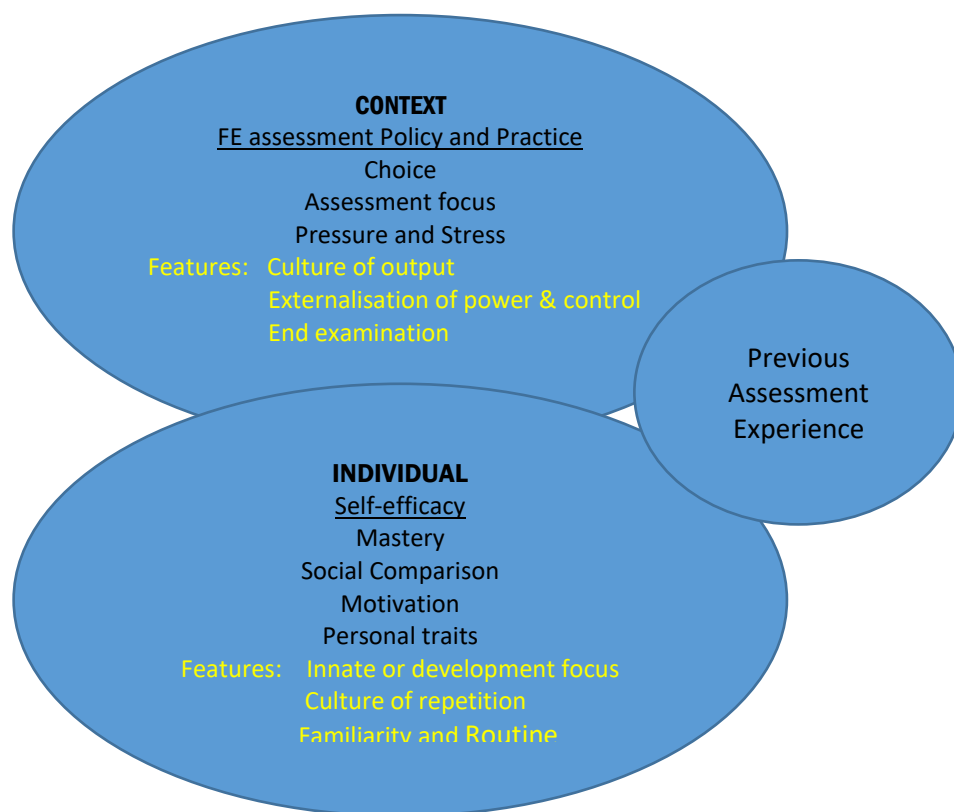 CONTEXT
FE assessment Policy and Practice
Choice
Assessment focus
Pressure and Stress
Features: Culture of output
Externalisation of power & control
End examination
Previous
Assessment
Experience
INDIVIDUAL
Self-efficacy
Mastery
Social Comparison
Motivation
Personal traits
Features: Innate or development focus
Culture of repetition
Familiarity and Routine